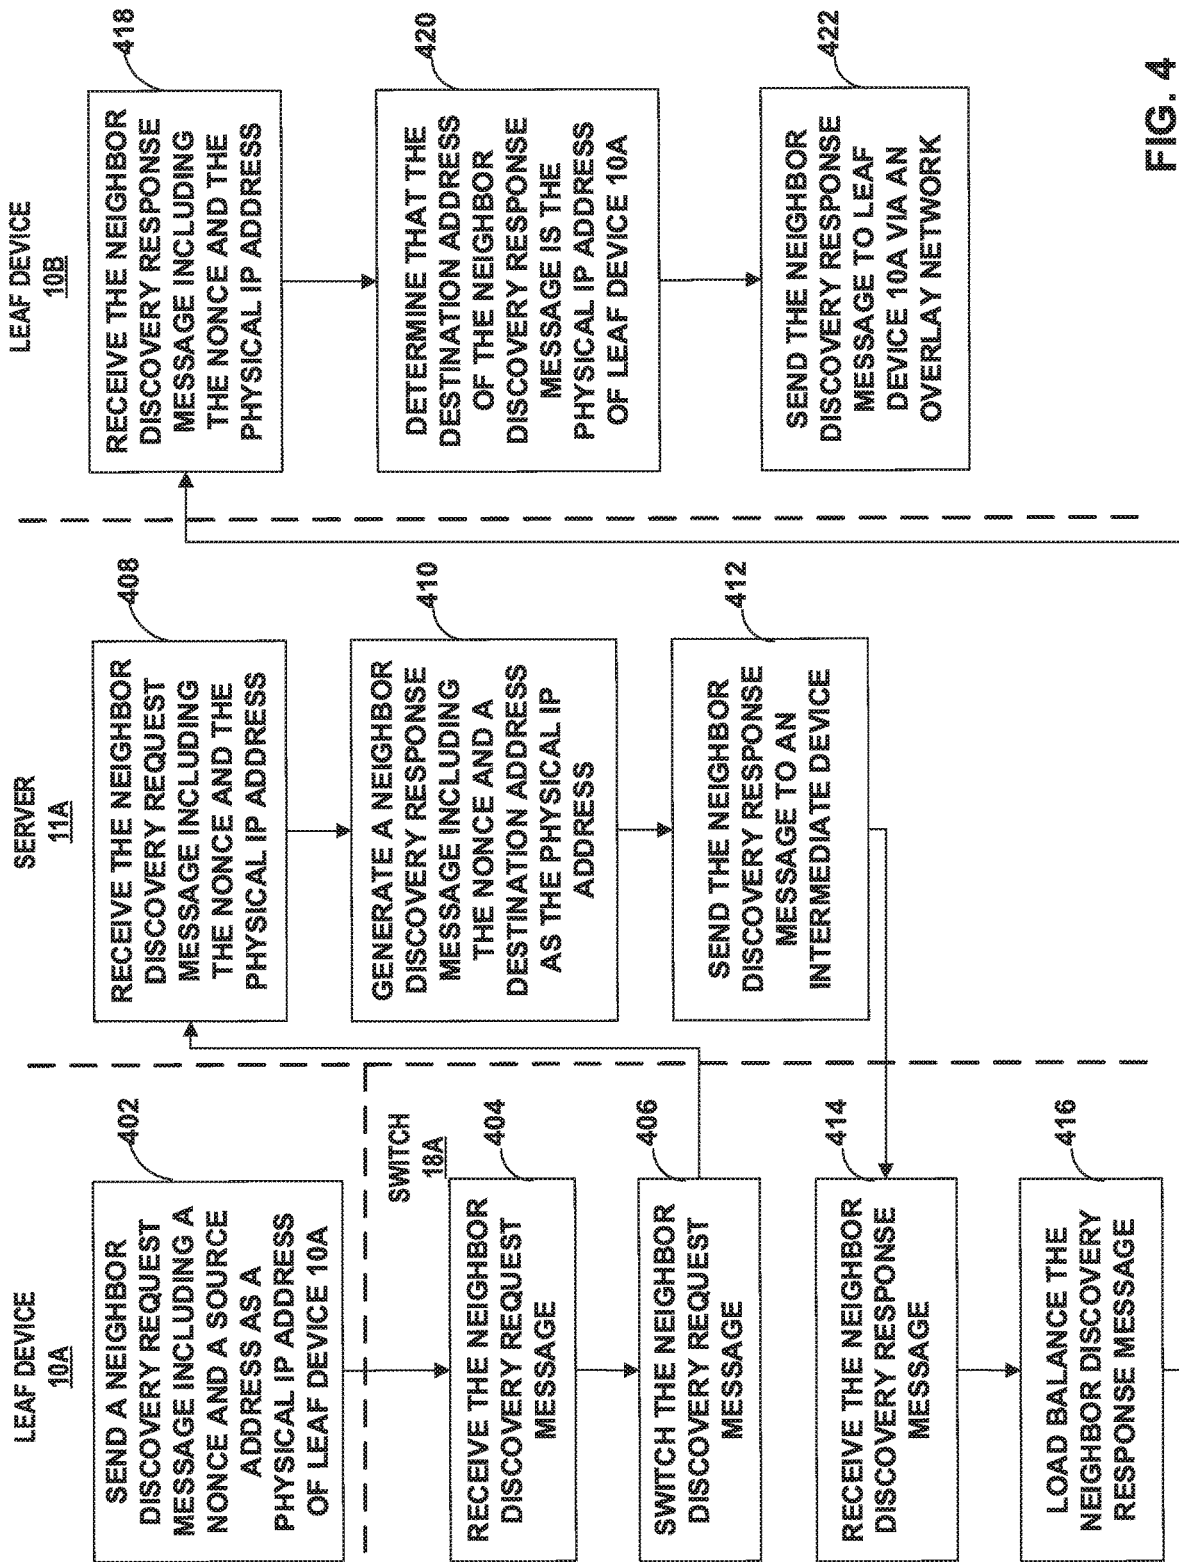 LEAF DEVICE
10A
402
SEND A NEIGHBOR
DISCOVERY REQUEST
MESSAGE INCLUDING A
NONCE AND A SOURCE
ADDRESS AS A
PHYSICAL IP ADDRESS
OF LEAF DEVICE 10A
SWITCH
18A
404
RECEIVE THE NEIGHBOR
DISCOVERY REQUEST
MESSAGE
406
SWITCH THE NEIGHBOR
DISCOVERY REQUEST
MESSAGE
414
RECEIVE THE NEIGHBOR
DISCOVERY RESPONSE
MESSAGE
416
LOAD BALANCE THE
NEIGHBOR DISCOVERY
RESPONSE MESSAGE
SERVER
11A
408
RECEIVE THE NEIGHBOR
DISCOVERY REQUEST
MESSAGE INCLUDING
THE NONCE AND THE
PHYSICAL IP ADDRESS
410
GENERATE A NEIGHBOR
DISCOVERY RESPONSE
MESSAGE INCLUDING
THE NONCE AND A
DESTINATION ADDRESS
AS THE PHYSICAL IP
ADDRESS
412
SEND THE NEIGHBOR
DISCOVERY RESPONSE
MESSAGE TO AN
INTERMEDIATE DEVICE
LEAF DEVICE
10B
418
RECEIVE THE NEIGHBOR
DISCOVERY RESPONSE
MESSAGE INCLUDING
THE NONCE AND THE
PHYSICAL IP ADDRESS
420
DETERMINE THAT THE
DESTINATION ADDRESS
OF THE NEIGHBOR
DISCOVERY RESPONSE
MESSAGE IS THE
PHYSICAL IP ADDRESS
OF LEAF DEVICE 10A
422
SEND THE NEIGHBOR
DISCOVERY RESPONSE
MESSAGE TO LEAF
DEVICE 10A VIA AN
OVERLAY NETWORK
FIG. 4